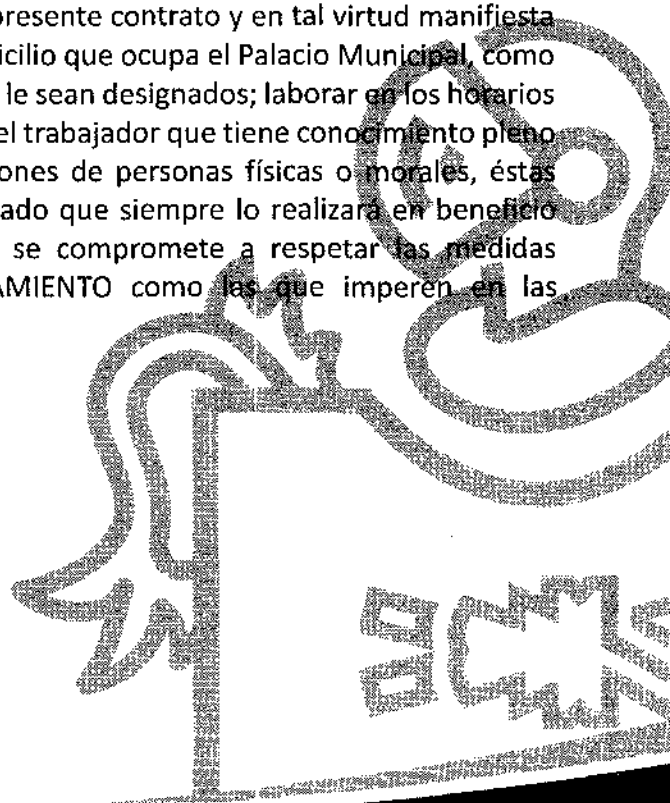 presente contrato y en tal virtud manifiesta
icilio que ocupa el Palacio Municipal, como
le sean designados; laborar en los horarios
el trabajador que tiene conocimiento pleno
ones de personas físicas o morales, éstas
ado que siempre lo realizará en beneficio
se compromete a respetar las medidas
AMIENTO como las que imperen en las